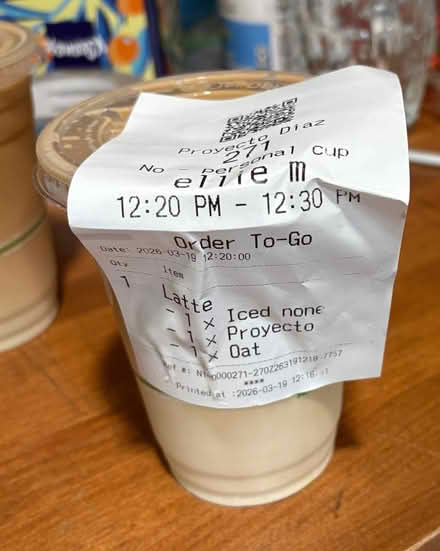 Proyecto Diaz
271
No - personal Cup
ellie m
12:20 PM - 12:30 PM
Order To-Go
Date: 2026-03-19 12:20:00
Qty Item
1 Latte
- 1 x Iced none
- 1 x Proyecto
- 1 x Oat
****
Printed at :2026-03-19 12:16